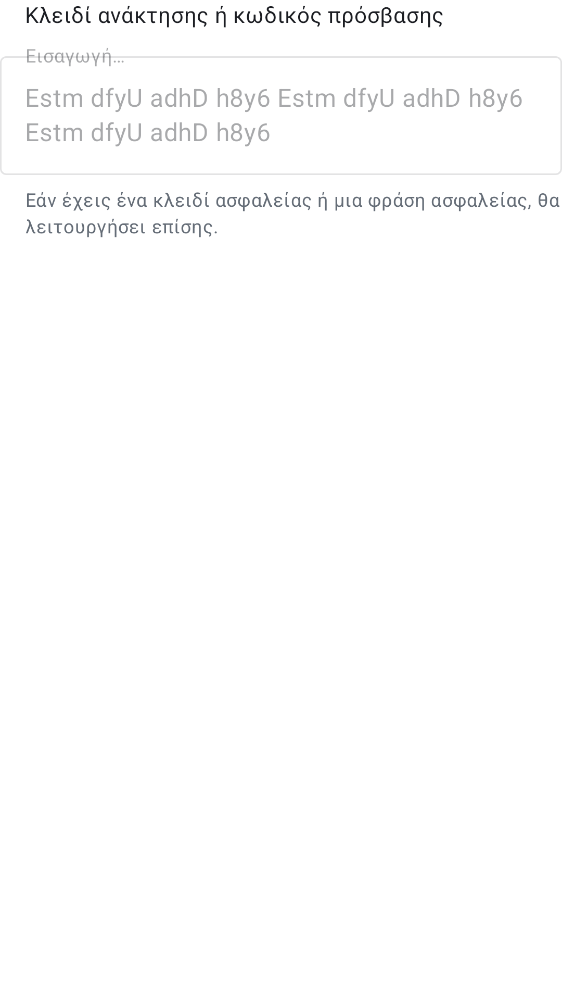 Κλειδί ανάκτησης ή κωδικός πρόσβασης
Εισαγωγή…
Estm dfyU adhD h8y6 Estm dfyU adhD h8y6
Estm dfyU adhD h8y6
Εάν έχεις ένα κλειδί ασφαλείας ή μια φράση ασφαλείας, θα
λειτουργήσει επίσης.